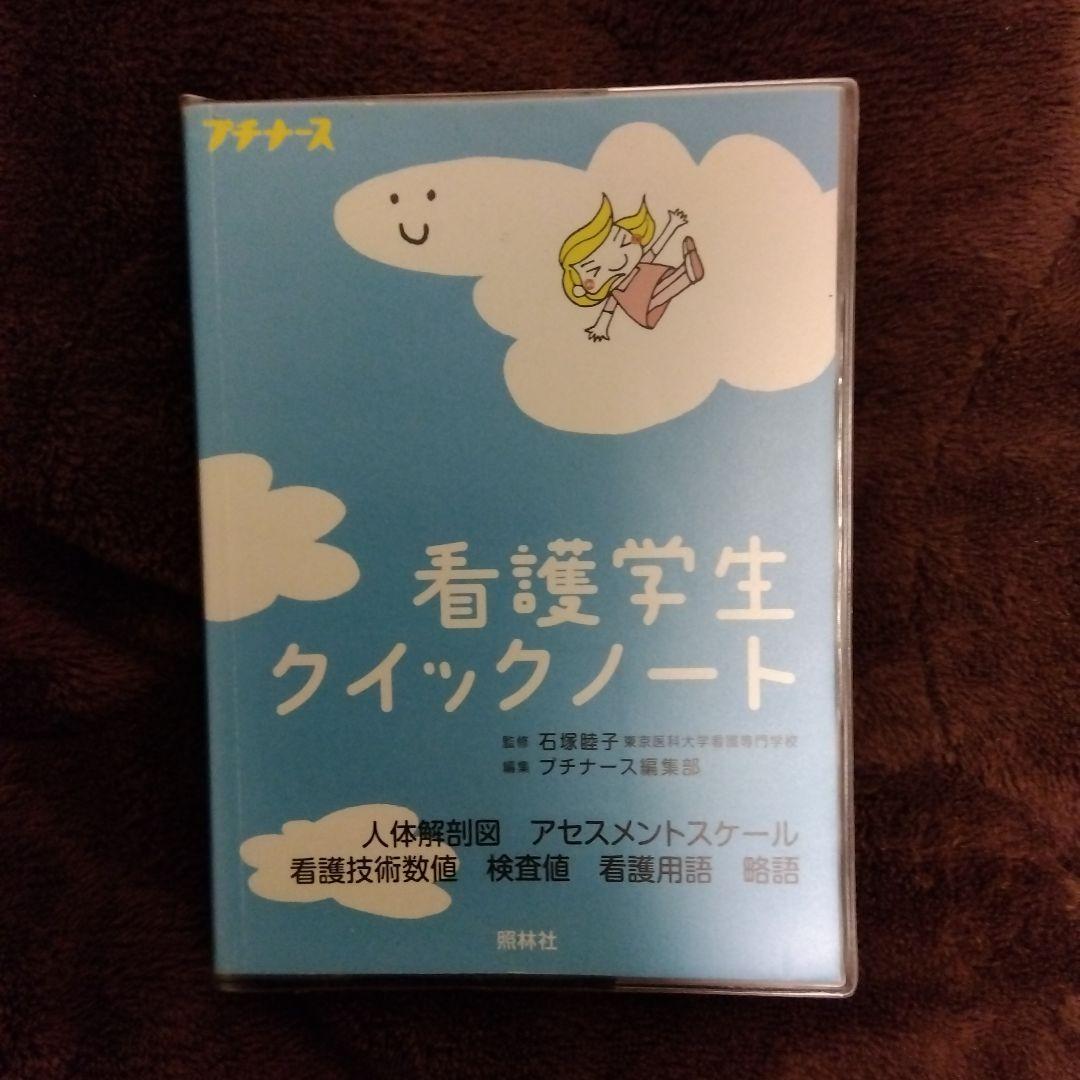 プチナース
看護学生
クイックノート
監修 石塚睦子 東京医科大学看護専門学校
編集 プチナース編集部
人体解剖図 アセスメントスケール
看護技術数値 検査値 看護用語 略語
照林社